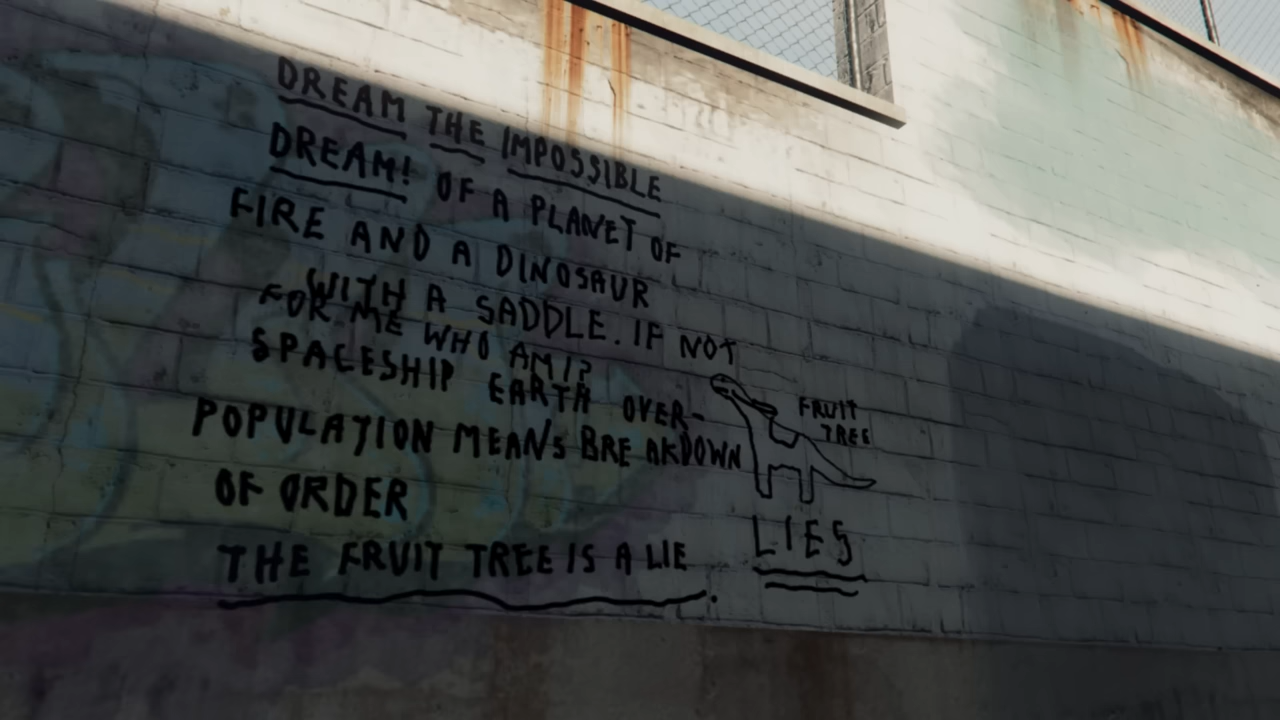 DREAM THE IMPOSSIBLE
DREAM! OF A PLANET OF
FIRE AND A DINOSAUR
WITH A SADDLE. IF NOT
FOR ME WHO AM I?
SPACESHIP EARTH OVER-
POPULATION MEANS BREAKDOWN
OF ORDER
THE FRUIT TREE IS A LIE.
FRUIT
TREE
LIES